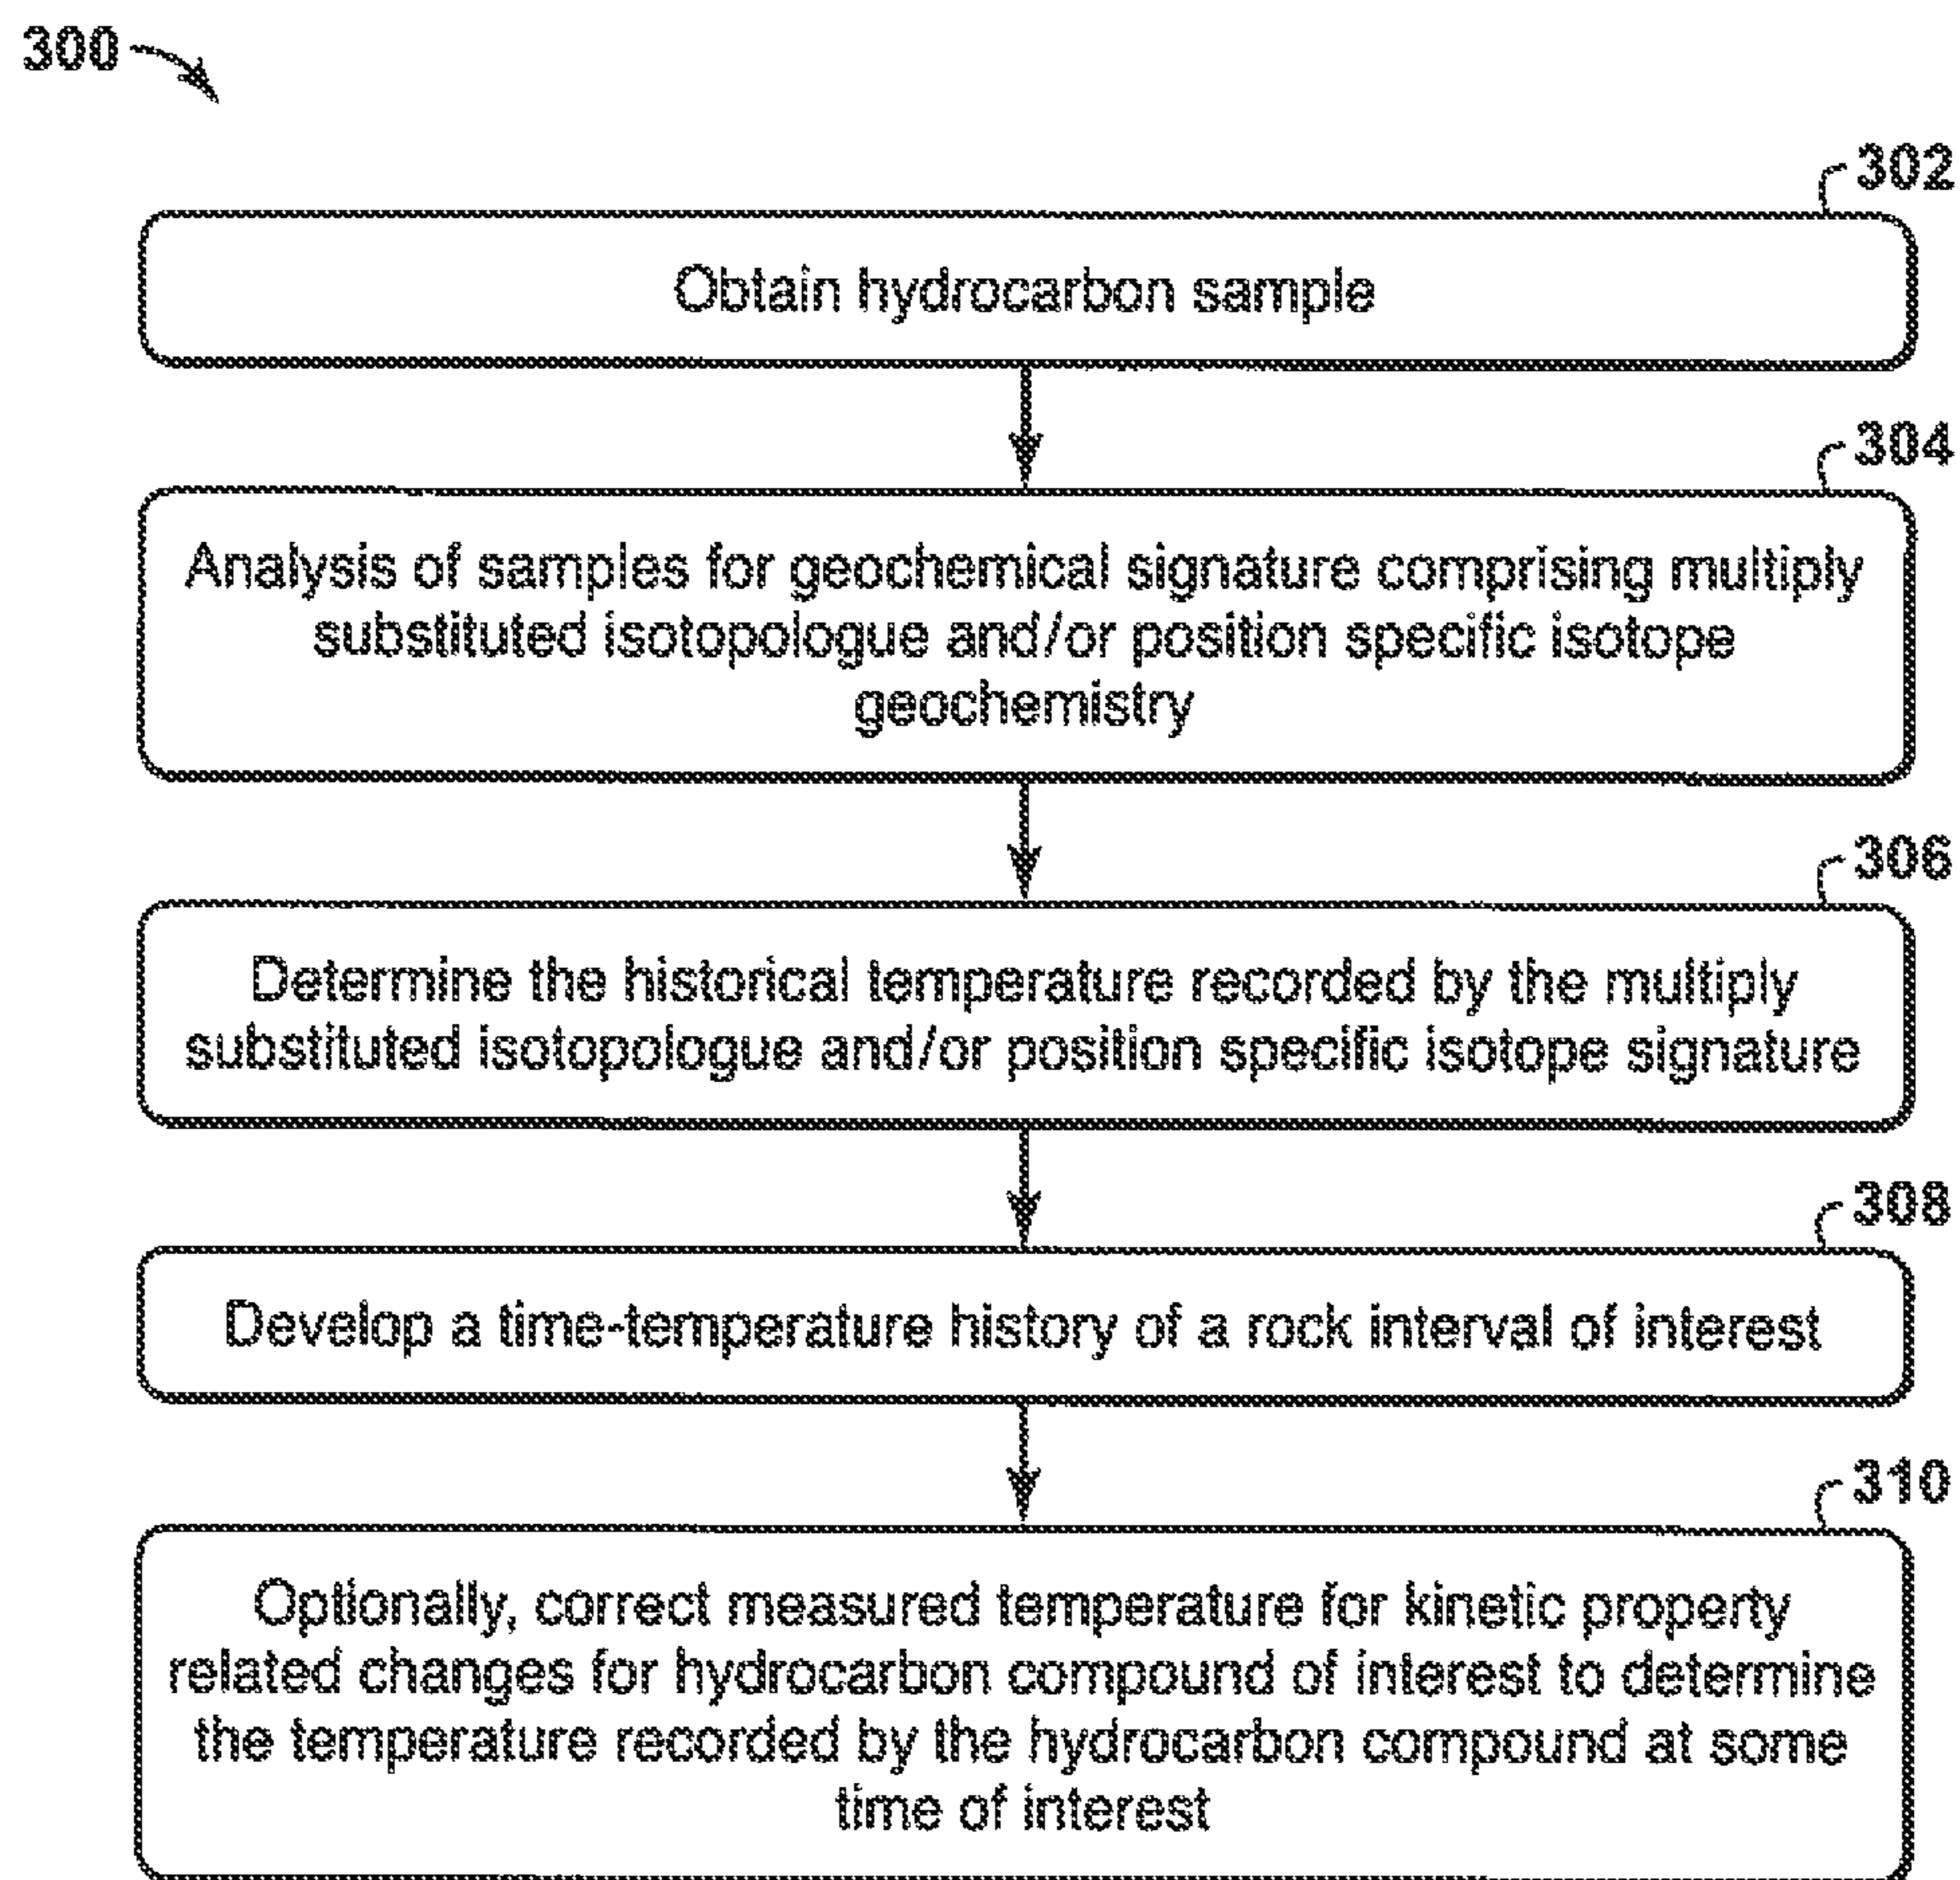 300
302
Obtain hydrocarbon sample
304
Analysis of samples for geochemical signature comprising multiply
substituted isotopologue and/or position specific isotope
geochemistry
306
Determine the historical temperature recorded by the multiply
substituted isotopologue and/or position specific isotope signature
308
Develop a time-temperature history of a rock interval of interest
310
Optionally, correct measured temperature for kinetic property
related changes for hydrocarbon compound of interest to determine
the temperature recorded by the hydrocarbon compound at some
time of interest